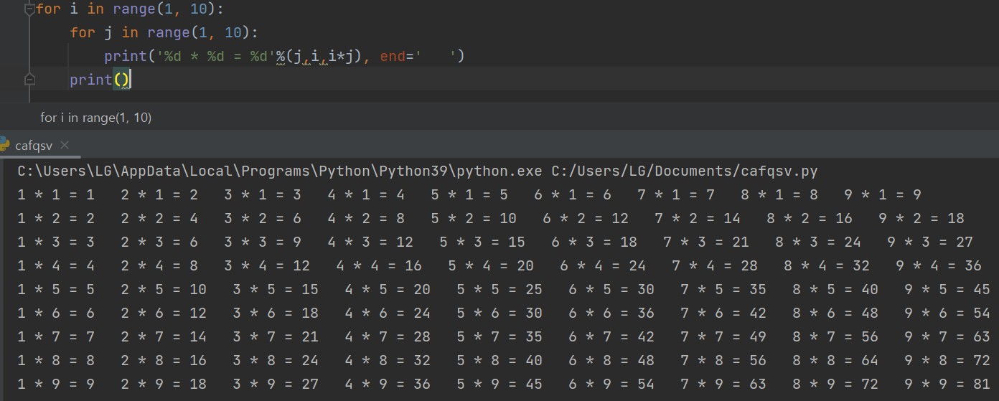 for i in range(1, 10):
    for j in range(1, 10):
        print('%d * %d = %d'%(j,i,i*j), end='   ')
    print()
for i in range(1, 10)
cafqsv
C:\Users\LG\AppData\Local\Programs\Python\Python39\python.exe C:/Users/LG/Documents/cafqsv.py
1 * 1 = 1   2 * 1 = 2   3 * 1 = 3   4 * 1 = 4   5 * 1 = 5   6 * 1 = 6   7 * 1 = 7   8 * 1 = 8   9 * 1 = 9
1 * 2 = 2   2 * 2 = 4   3 * 2 = 6   4 * 2 = 8   5 * 2 = 10   6 * 2 = 12   7 * 2 = 14   8 * 2 = 16   9 * 2 = 18
1 * 3 = 3   2 * 3 = 6   3 * 3 = 9   4 * 3 = 12   5 * 3 = 15   6 * 3 = 18   7 * 3 = 21   8 * 3 = 24   9 * 3 = 27
1 * 4 = 4   2 * 4 = 8   3 * 4 = 12   4 * 4 = 16   5 * 4 = 20   6 * 4 = 24   7 * 4 = 28   8 * 4 = 32   9 * 4 = 36
1 * 5 = 5   2 * 5 = 10   3 * 5 = 15   4 * 5 = 20   5 * 5 = 25   6 * 5 = 30   7 * 5 = 35   8 * 5 = 40   9 * 5 = 45
1 * 6 = 6   2 * 6 = 12   3 * 6 = 18   4 * 6 = 24   5 * 6 = 30   6 * 6 = 36   7 * 6 = 42   8 * 6 = 48   9 * 6 = 54
1 * 7 = 7   2 * 7 = 14   3 * 7 = 21   4 * 7 = 28   5 * 7 = 35   6 * 7 = 42   7 * 7 = 49   8 * 7 = 56   9 * 7 = 63
1 * 8 = 8   2 * 8 = 16   3 * 8 = 24   4 * 8 = 32   5 * 8 = 40   6 * 8 = 48   7 * 8 = 56   8 * 8 = 64   9 * 8 = 72
1 * 9 = 9   2 * 9 = 18   3 * 9 = 27   4 * 9 = 36   5 * 9 = 45   6 * 9 = 54   7 * 9 = 63   8 * 9 = 72   9 * 9 = 81